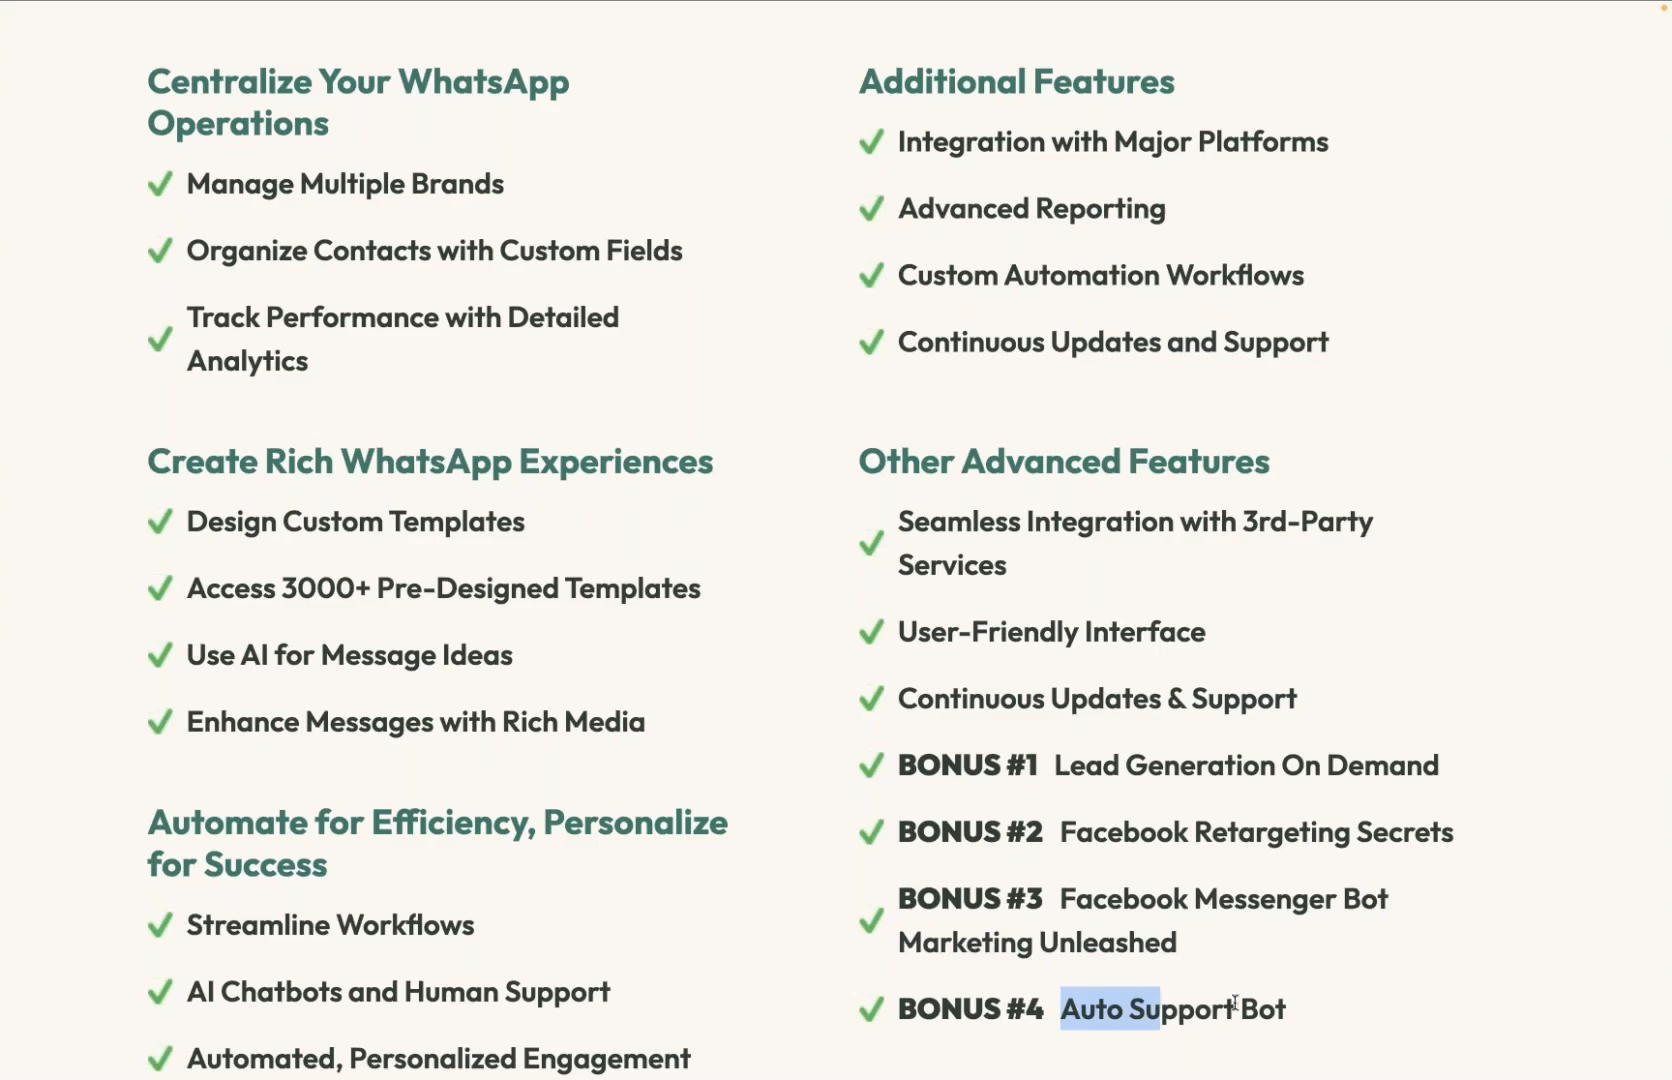 Centralize Your WhatsApp
Operations
Manage Multiple Brands
Organize Contacts with Custom Fields
Track Performance with Detailed
Analytics
Create Rich WhatsApp Experiences
Design Custom Templates
Access 3000+ Pre-Designed Templates
Use AI for Message Ideas
Enhance Messages with Rich Media
Automate for Efficiency, Personalize
for Success
Streamline Workflows
AI Chatbots and Human Support
Automated, Personalized Engagement
Additional Features
Integration with Major Platforms
Advanced Reporting
Custom Automation Workflows
Continuous Updates and Support
Other Advanced Features
Seamless Integration with 3rd-Party
Services
User-Friendly Interface
Continuous Updates & Support
BONUS #1 Lead Generation On Demand
BONUS #2 Facebook Retargeting Secrets
BONUS #3 Facebook Messenger Bot
Marketing Unleashed
BONUS #4 Auto Support Bot